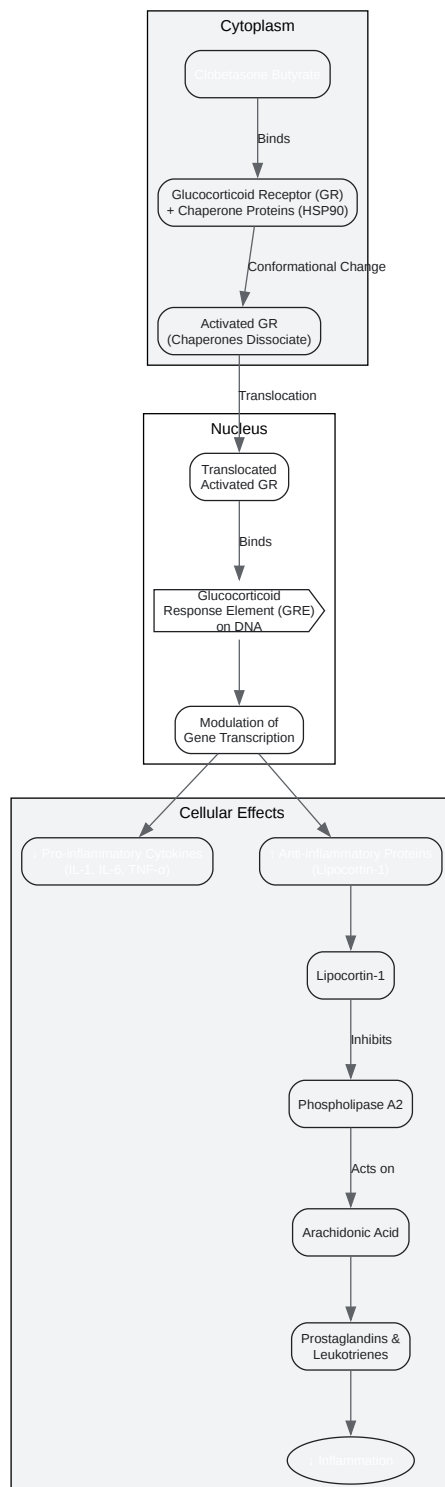 Cytoplasm
Clobetasone Butyrate
Binds
Glucocorticoid Receptor (GR)
+ Chaperone Proteins (HSP90)
Conformational Change
Activated GR
(Chaperones Dissociate)
Translocation
Nucleus
Translocated
Activated GR
Binds
Glucocorticoid
Response Element (GRE)
on DNA
Modulation of
Gene Transcription
Cellular Effects
↓ Pro-inflammatory Cytokines
(IL-1, IL-6, TNF-α)
Anti-inflammatory Proteins
(Lipocortin-1)
Lipocortin-1
Inhibits
Phospholipase A2
Acts on
Arachidonic Acid
Prostaglandins &
Leukotrienes
Inflammation